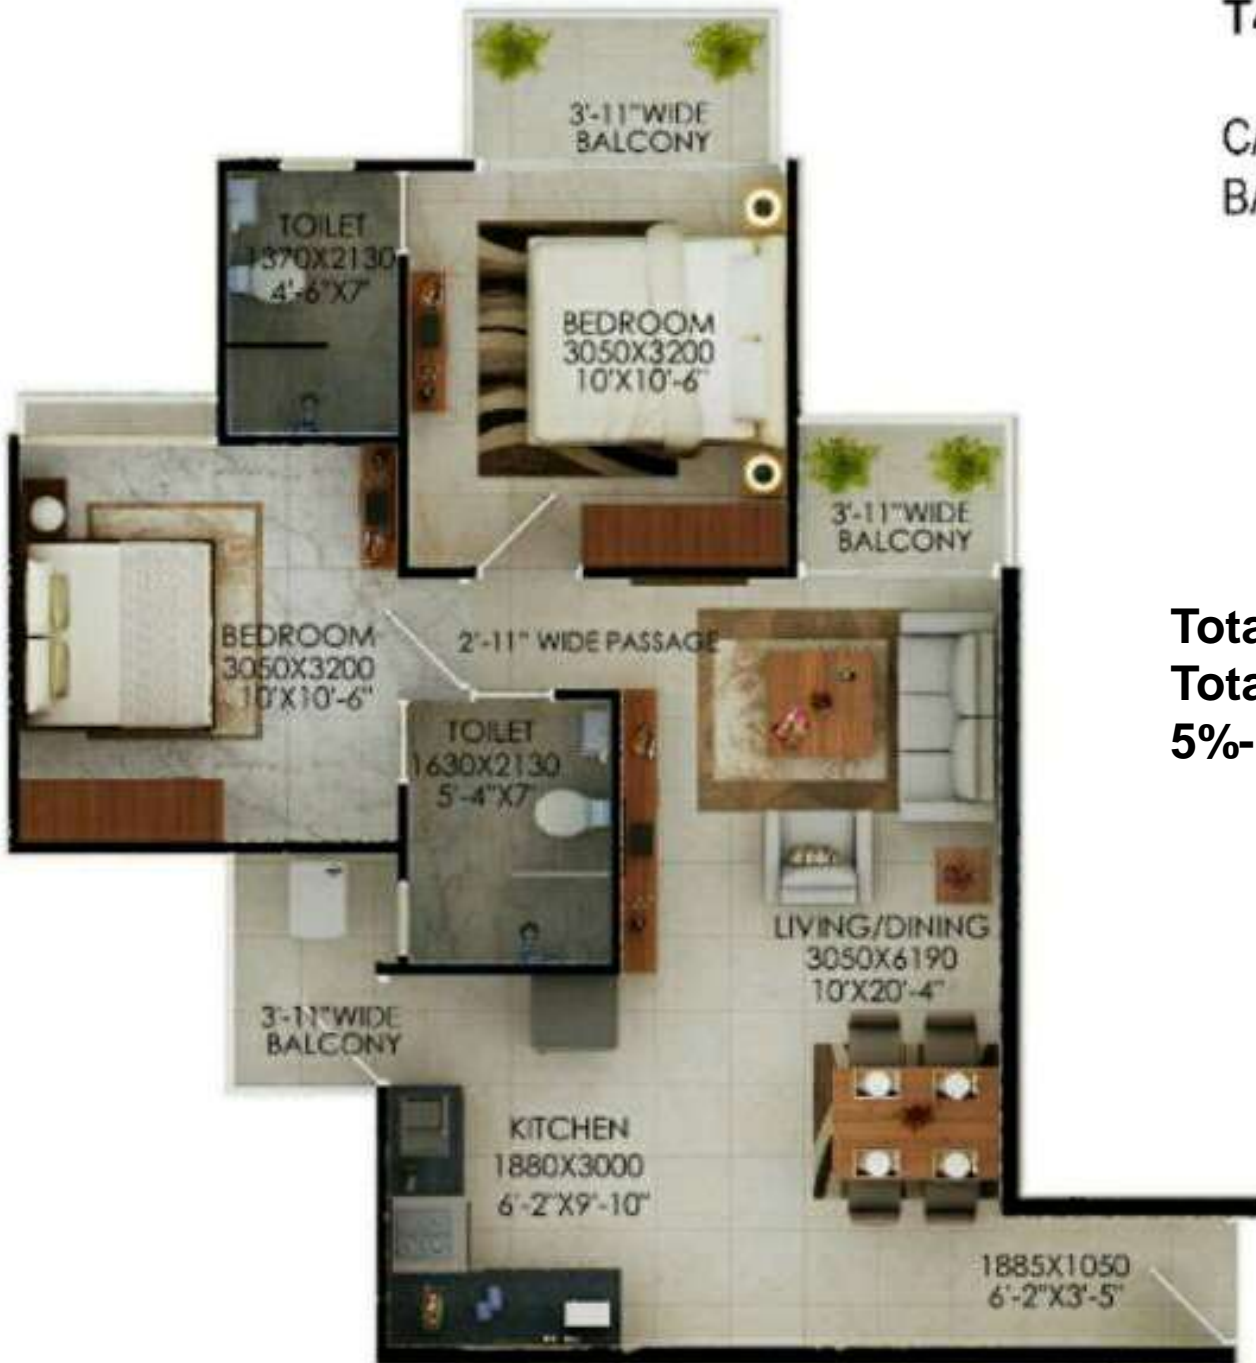 3'-11"WIDE
BALCONY
TOILET
1370X2130
4'-6"X7'
BEDROOM
3050X3200
10'X10'-6"
3'-11"WIDE
BALCONY
BEDROOM
3050X3200
10'X10'-6"
2'-11" WIDE PASSAGE
TOILET
1630X2130
5'-4"X7'
LIVING/DINING
3050X6190
10'X20'-4"
3'-11"WIDE
BALCONY
KITCHEN
1880X3000
6'-2"X9'-10"
1885X1050
6'-2"X3'-5"
5%-